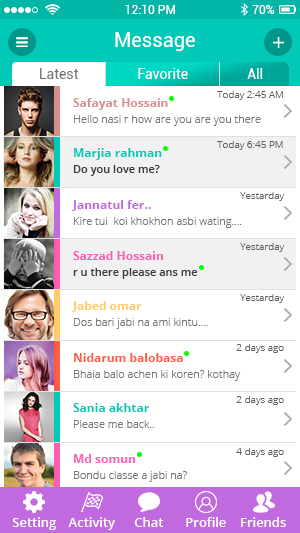 12:10 PM
70%
Message
Latest
Favorite
All
Safayat Hossain
Today 2:45 AM
Hello nasi r how are you are you there
Marjia rahman
Today 6:45 PM
Do you love me?
Jannatul fer..
Yesterday
Kire tui koi khokhon asbi wating....
Sazzad Hossain
Yesterday
r u there please ans me
Jabed omar
Yesterday
Dos bari jabi na ami kintu....
Nidarum balobasa
2 days ago
Bhaia balo achen ki koren? kothay
Sania akhtar
2 days ago
Please me back..
Md somun
4 days ago
Bondu classe a jabi na?
Setting
Activity
Chat
Profile
Friends